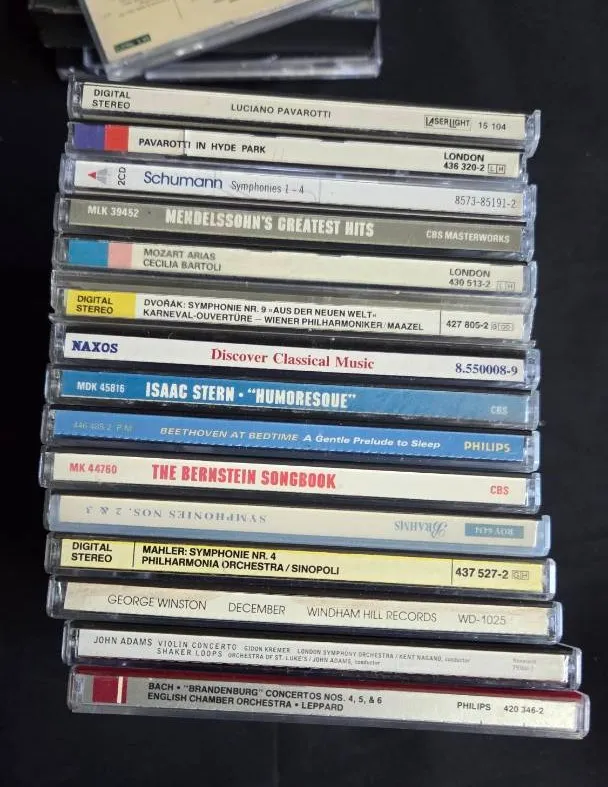 DIGITAL STEREO LUCIANO PAVAROTTI LASERLIGHT 15 104
PAVAROTTI IN HYDE PARK LONDON 436 320-2 LH
2CD Schumann Symphonies 1-4 8573-85191-2
MLK 39452 MENDELSSOHN'S GREATEST HITS CBS MASTERWORKS
MOZART ARIAS
CECILIA BARTOLI
LONDON
430 513-2 LH
DIGITAL STEREO
DVOŘÁK: SYMPHONIE NR. 9 »AUS DER NEUEN WELT«
KARNEVAL-OUVERTÜRE – WIENER PHILHARMONIKER/MAAZEL
427 805-2
NAXOS Discover Classical Music 8.550008-9
MDK 45816 ISAAC STERN · "HUMORESQUE" CBS
BEETHOVEN AT BEDTIME A Gentle Prelude to Sleep PHILIPS
MK 44760 THE BERNSTEIN SONGBOOK CBS
SYMPHONIES NOS. 2 & 3 BRAHMS
DIGITAL STEREO
MAHLER: SYMPHONIE NR. 4
PHILHARMONIA ORCHESTRA/SINOPOLI
437 527-2 GH
GEORGE WINSTON DECEMBER WINDHAM HILL RECORDS WD-1025
JOHN ADAMS VIOLIN CONCERTO GIDON KREMER LONDON SYMPHONY ORCHESTRA / KENT NAGANO, conductor
SHAKER LOOPS ORCHESTRA OF ST. LUKE'S / JOHN ADAMS, conductor
BACH • "BRANDENBURG" CONCERTOS NOS. 4, 5, & 6
ENGLISH CHAMBER ORCHESTRA • LEPPARD
PHILIPS 420 346-2